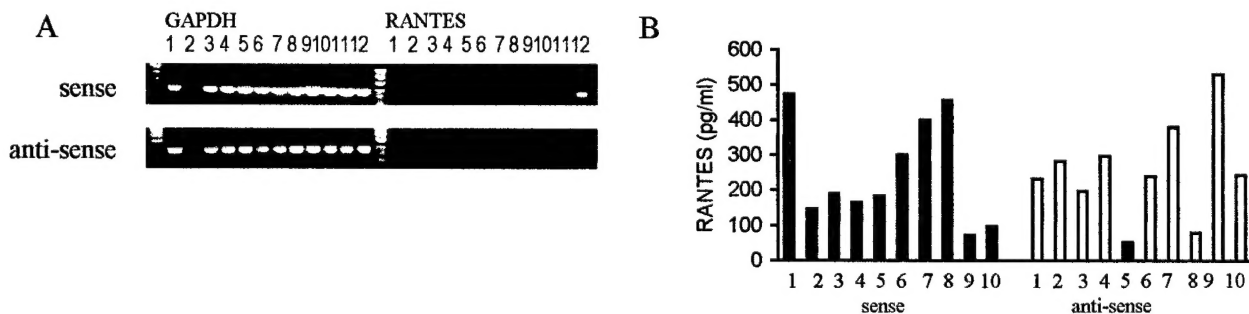 A
GAPDH RANTES
1 2 3 4 5 6 7 8 9 10 11 12 1 2 3 4 5 6 7 8 9 10 11 12
sense
anti-sense
B
RANTES (pg/ml)
600
500
400
300
200
100
0
1 2 3 4 5 6 7 8 9 10 1 2 3 4 5 6 7 8 9 10
sense anti-sense